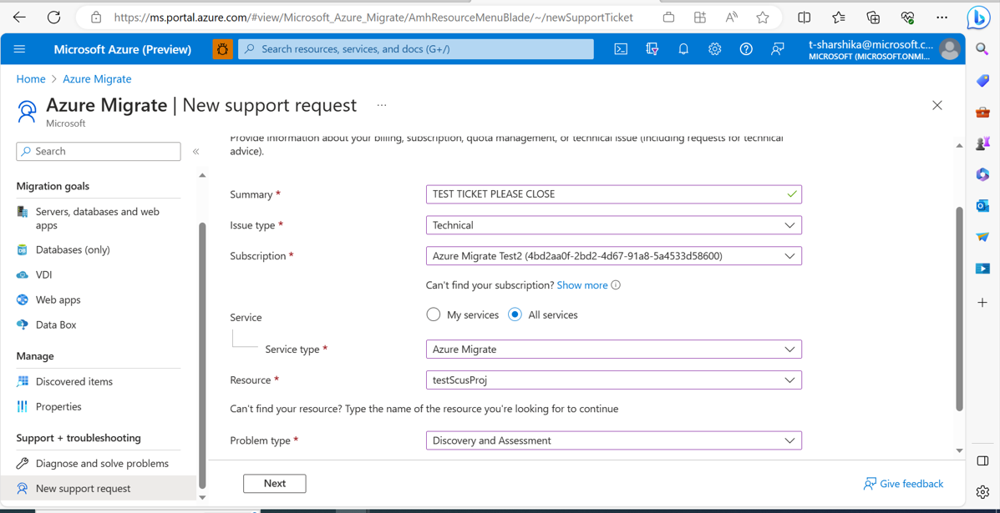 https://ms.portal.azure.com/#view/Microsoft_Azure_Migrate/AmhResourceMenuBlade/~/newSupportTicket
Microsoft Azure (Preview)
Search resources, services, and docs (G+/)
t-sharshika@microsoft.c...
MICROSOFT (MICROSOFT.ONMI...
Home > Azure Migrate
Azure Migrate | New support request ...
Microsoft
Search
«
Migration goals
Servers, databases and web
apps
Databases (only)
VDI
Web apps
Data Box
Manage
Discovered items
Properties
Support + troubleshooting
Diagnose and solve problems
New support request
Provide information about your billing, subscription, quota management, or technical issue (including requests for technical
advice).
Summary * TEST TICKET PLEASE CLOSE
Issue type * Technical
Subscription * Azure Migrate Test2 (4bd2aa0f-2bd2-4d67-91a8-5a4533d58600)
Can't find your subscription? Show more
Service My services All services
Service type * Azure Migrate
Resource * testScusProj
Can't find your resource? Type the name of the resource you're looking for to continue
Problem type * Discovery and Assessment
Next
Give feedback